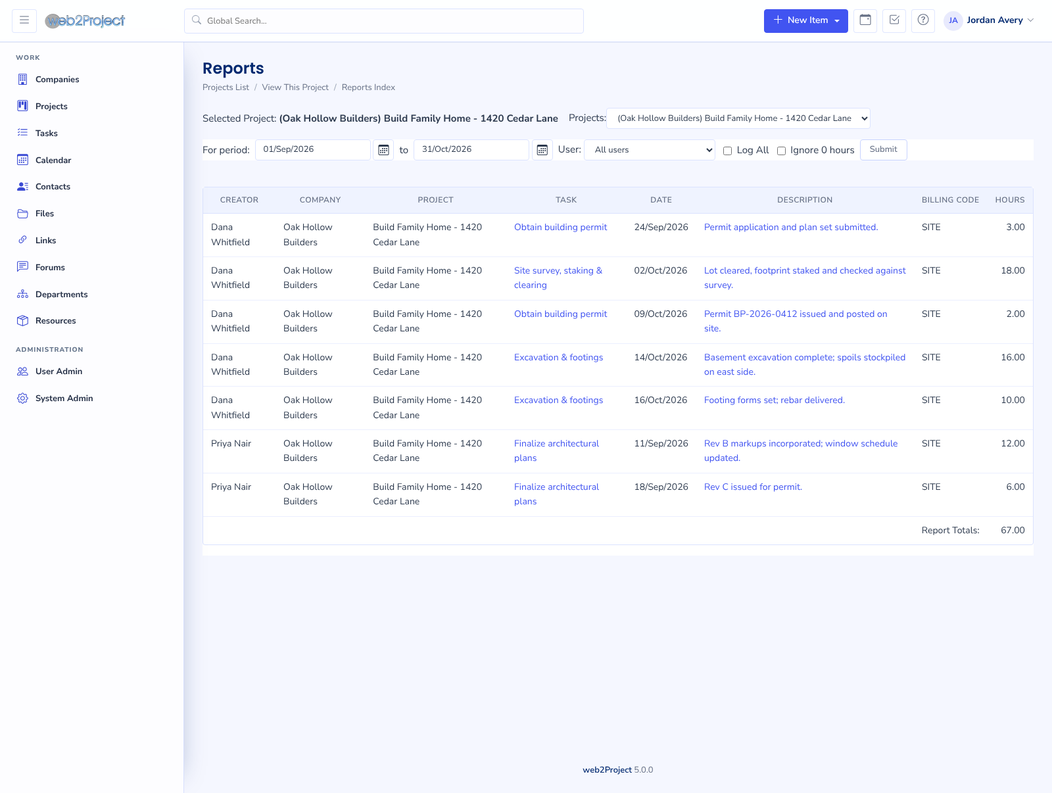 web2Project
Global Search...
New Item
JA
Jordan Avery
WORK
Companies
Projects
Tasks
Calendar
Contacts
Files
Links
Forums
Departments
Resources
ADMINISTRATION
User Admin
System Admin
Reports
Projects List / View This Project / Reports Index
Selected Project: (Oak Hollow Builders) Build Family Home - 1420 Cedar Lane Projects: (Oak Hollow Builders) Build Family Home - 1420 Cedar Lane
For period: 01/Sep/2026 to 31/Oct/2026 User: All users Log All Ignore 0 hours Submit
CREATOR COMPANY PROJECT TASK DATE DESCRIPTION BILLING CODE HOURS
Dana Oak Hollow Build Family Home - 1420 Obtain building permit 24/Sep/2026 Permit application and plan set submitted. SITE 3.00
Whitfield Builders Cedar Lane
Dana Oak Hollow Build Family Home - 1420 Site survey, staking & 02/Oct/2026 Lot cleared, footprint staked and checked against SITE 18.00
Whitfield Builders Cedar Lane clearing survey.
Dana Oak Hollow Build Family Home - 1420 Obtain building permit 09/Oct/2026 Permit BP-2026-0412 issued and posted on SITE 2.00
Whitfield Builders Cedar Lane site.
Dana Oak Hollow Build Family Home - 1420 Excavation & footings 14/Oct/2026 Basement excavation complete; spoils stockpiled SITE 16.00
Whitfield Builders Cedar Lane on east side.
Dana Oak Hollow Build Family Home - 1420 Excavation & footings 16/Oct/2026 Footing forms set; rebar delivered. SITE 10.00
Whitfield Builders Cedar Lane
Priya Nair Oak Hollow Build Family Home - 1420 Finalize architectural 11/Sep/2026 Rev B markups incorporated; window schedule SITE 12.00
Builders Cedar Lane plans updated.
Priya Nair Oak Hollow Build Family Home - 1420 Finalize architectural 18/Sep/2026 Rev C issued for permit. SITE 6.00
Builders Cedar Lane plans
Report Totals: 67.00
web2Project 5.0.0